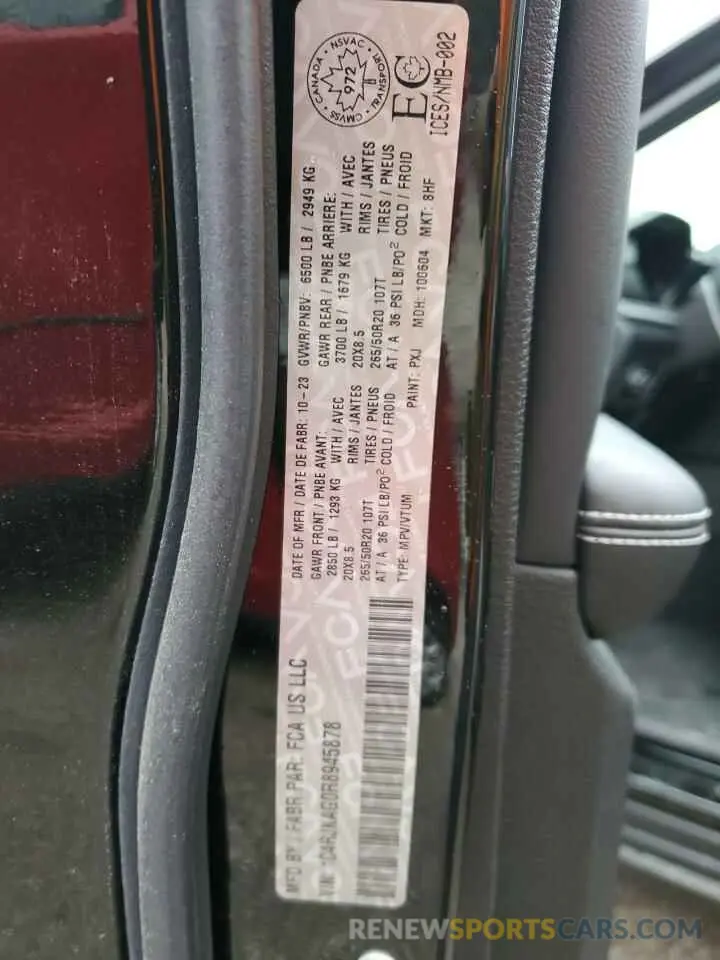 MFD BY / FABR PAR: FCA US LLC
DATE OF MFR / DATE DE FABR: 10-23 GVWR/PNBV: 6500 LB / 2949 KG
GAWR FRONT / PNBE AVANT: GAWR REAR / PNBE ARRIERE:
2850 LB / 1293 KG WITH / AVEC 3700 LB / 1679 KG WITH / AVEC
20X8.5 RIMS / JANTES 20X8.5 RIMS / JANTES
265/50R20 107T TIRES / PNEUS 265/50R20 107T TIRES / PNEUS
AT / A 36 PSI LB/PO² COLD / FROID AT / A 36 PSI LB/PO² COLD / FROID
TYPE: MPV/VTUM PAINT: PXJ MDH: 100604 MKT: 8HF
VIN: C4RJKAG0R8945878
CANADA NSVAC TRANSPORT CMVSS
972
EC
ICES/NMB-002
FCA
RENEWSPORTSCARS.COM